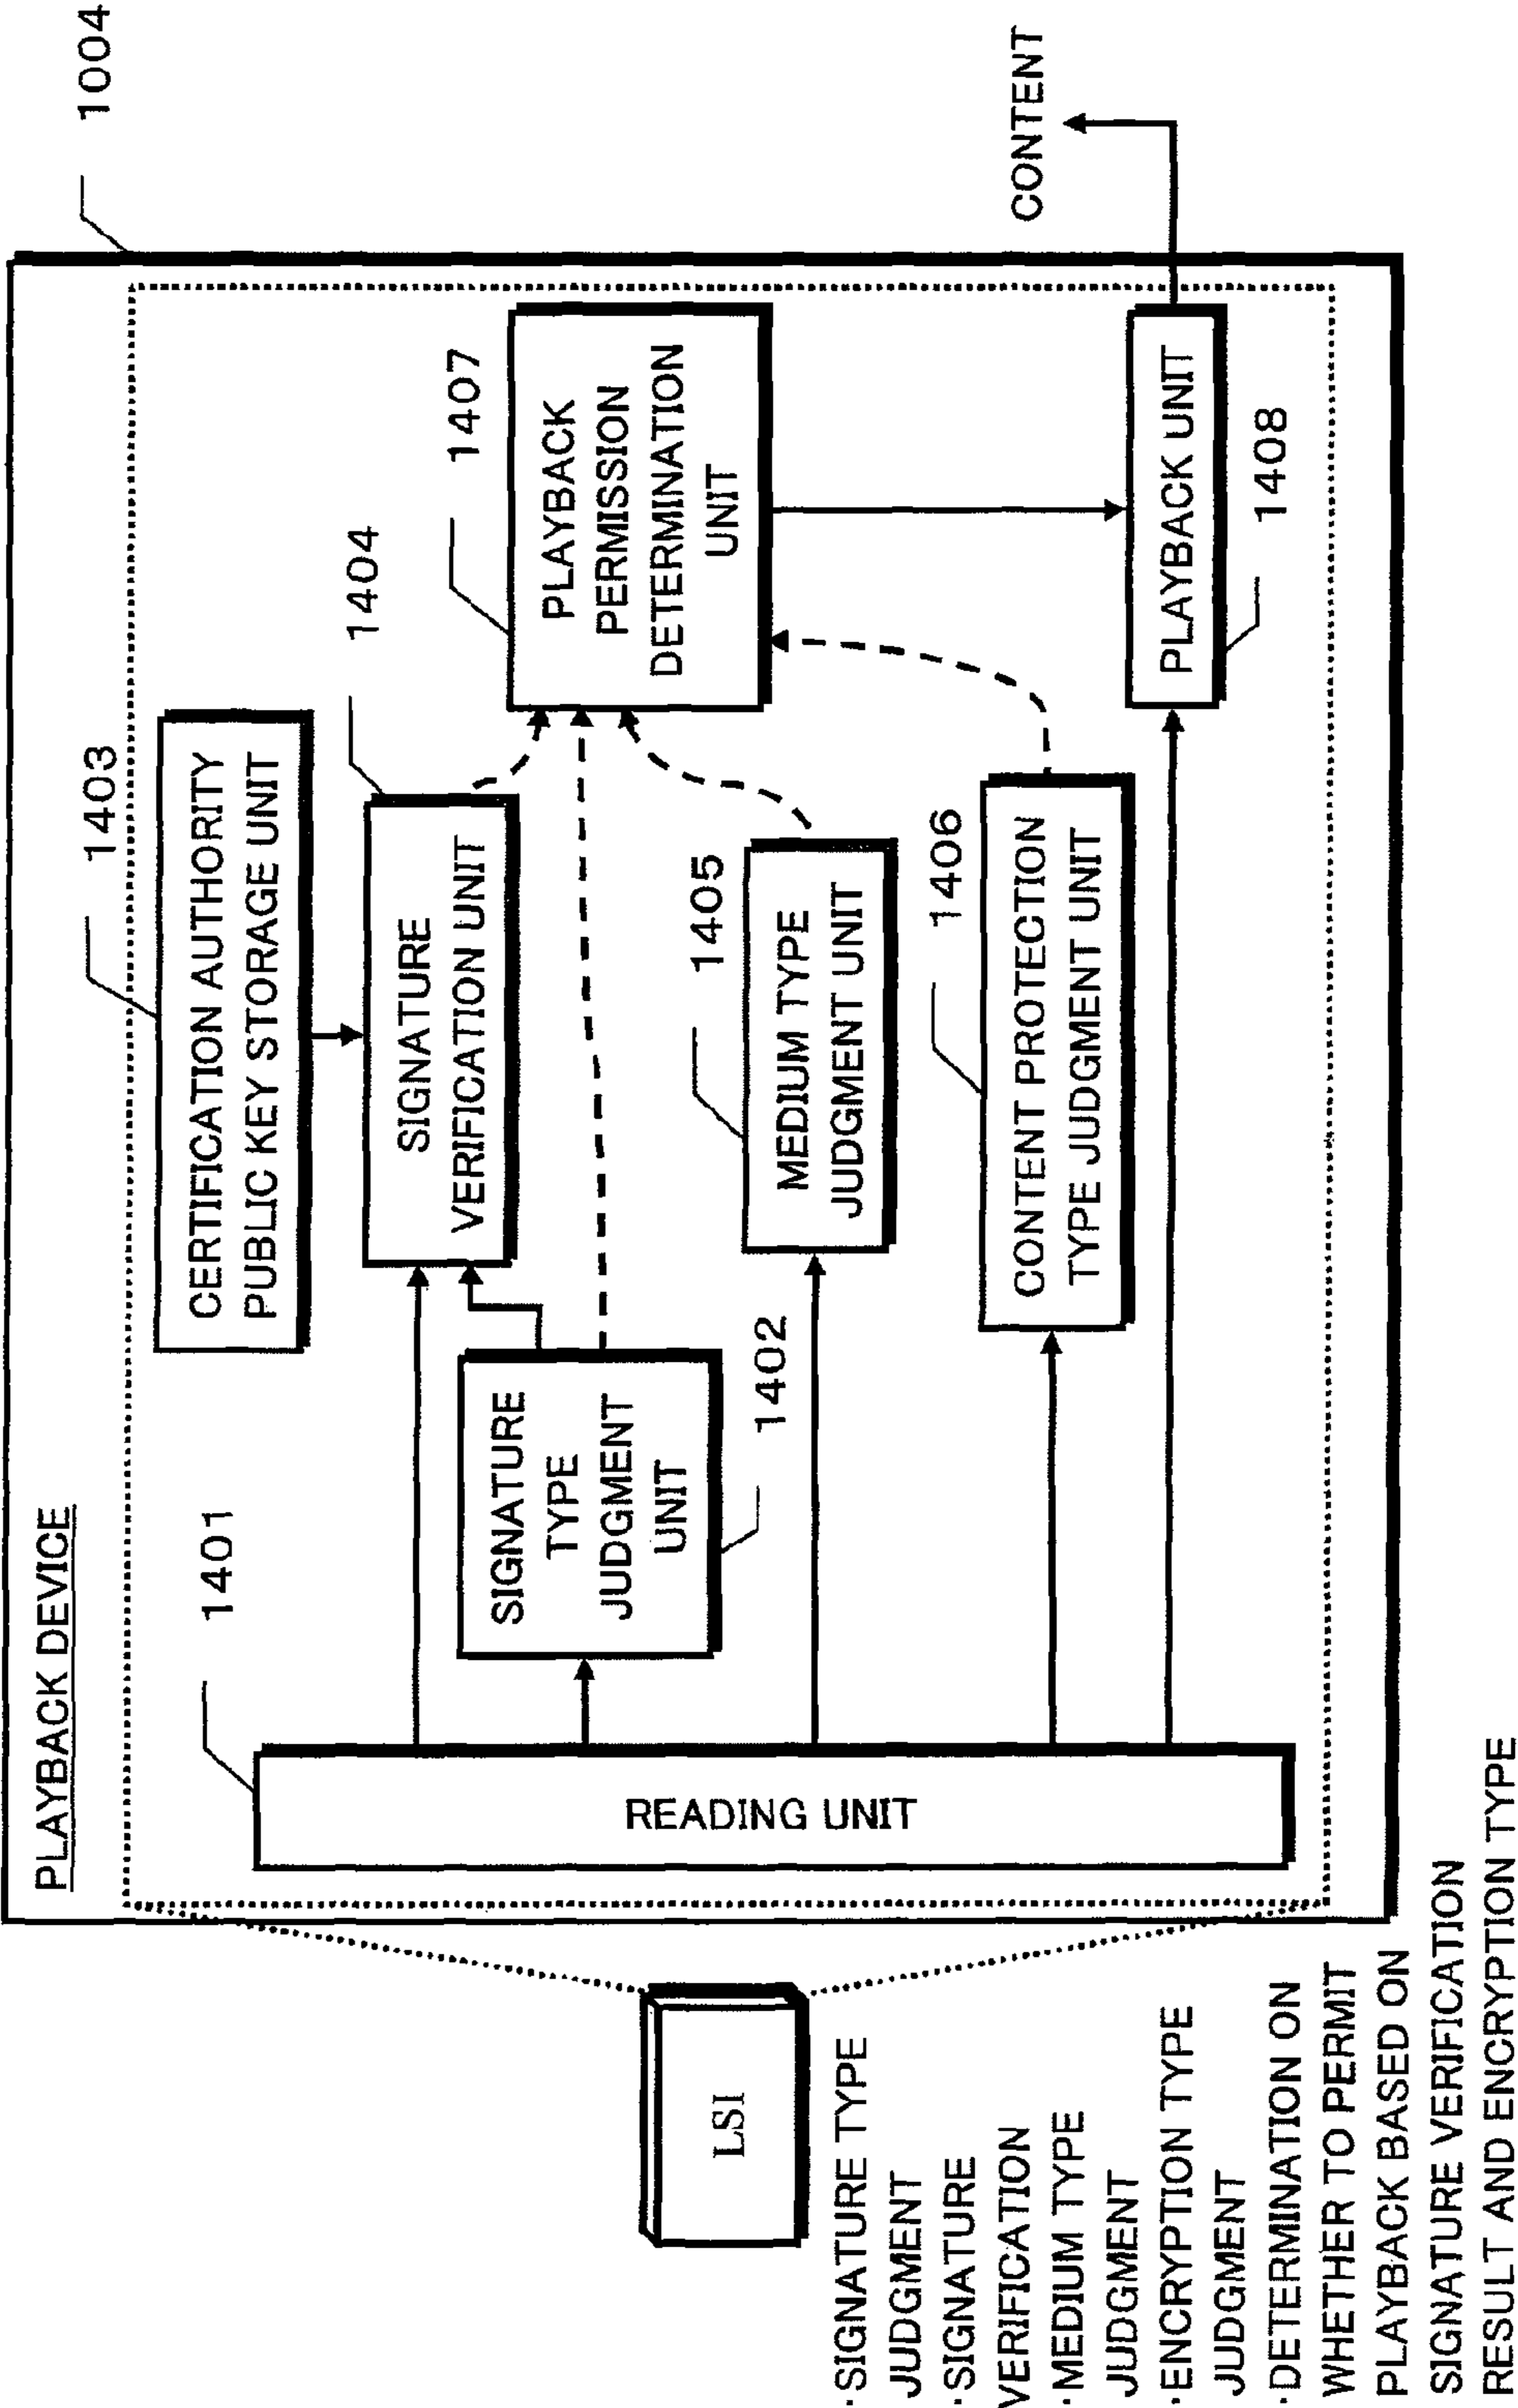 PLAYBACK DEVICE
1004
1401
READING UNIT
1403
CERTIFICATION AUTHORITY
PUBLIC KEY STORAGE UNIT
1404
SIGNATURE
VERIFICATION UNIT
SIGNATURE
TYPE
JUDGMENT
UNIT
1402
1405
MEDIUM TYPE
JUDGMENT UNIT
1406
CONTENT PROTECTION
TYPE JUDGMENT UNIT
1407
PLAYBACK
PERMISSION
DETERMINATION
UNIT
PLAYBACK UNIT
1408
CONTENT
LSI
·SIGNATURE TYPE
JUDGMENT
·SIGNATURE
VERIFICATION
·MEDIUM TYPE
JUDGMENT
·ENCRYPTION TYPE
JUDGMENT
·DETERMINATION ON
WHETHER TO PERMIT
PLAYBACK BASED ON
SIGNATURE VERIFICATION
RESULT AND ENCRYPTION TYPE